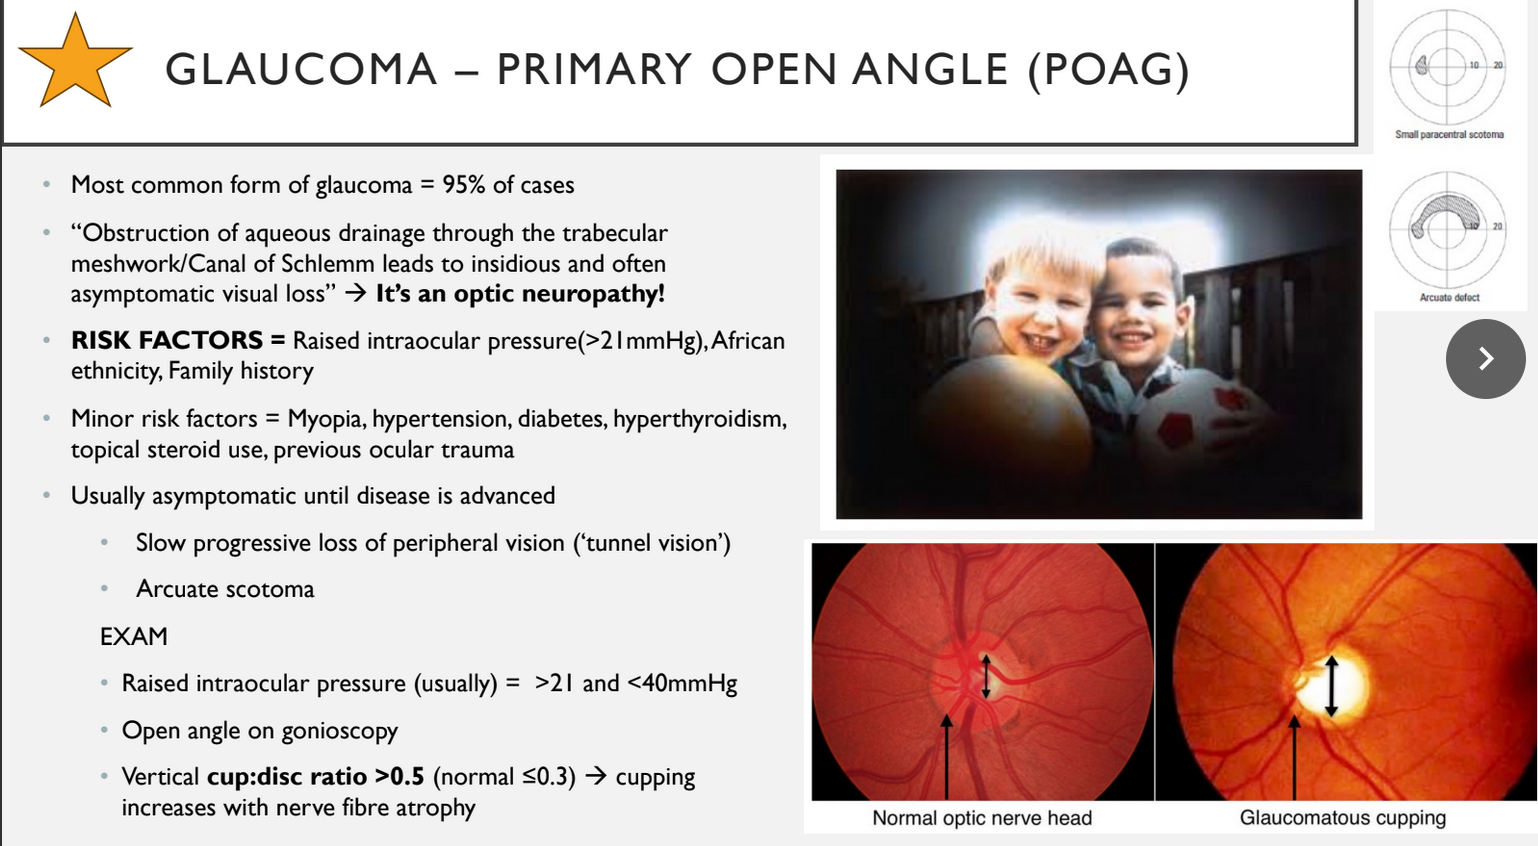 GLAUCOMA – PRIMARY OPEN ANGLE (POAG)
• Most common form of glaucoma = 95% of cases
• “Obstruction of aqueous drainage through the trabecular
meshwork/Canal of Schlemm leads to insidious and often
asymptomatic visual loss” → It’s an optic neuropathy!
• RISK FACTORS = Raised intraocular pressure(>21mmHg), African
ethnicity, Family history
• Minor risk factors = Myopia, hypertension, diabetes, hyperthyroidism,
topical steroid use, previous ocular trauma
• Usually asymptomatic until disease is advanced
• Slow progressive loss of peripheral vision (‘tunnel vision’)
• Arcuate scotoma
EXAM
• Raised intraocular pressure (usually) = >21 and <40mmHg
• Open angle on gonioscopy
• Vertical cup:disc ratio >0.5 (normal ≤0.3) → cupping
increases with nerve fibre atrophy
10 20
Small paracentral scotoma
10 20
Arcuate defect
Normal optic nerve head
Glaucomatous cupping